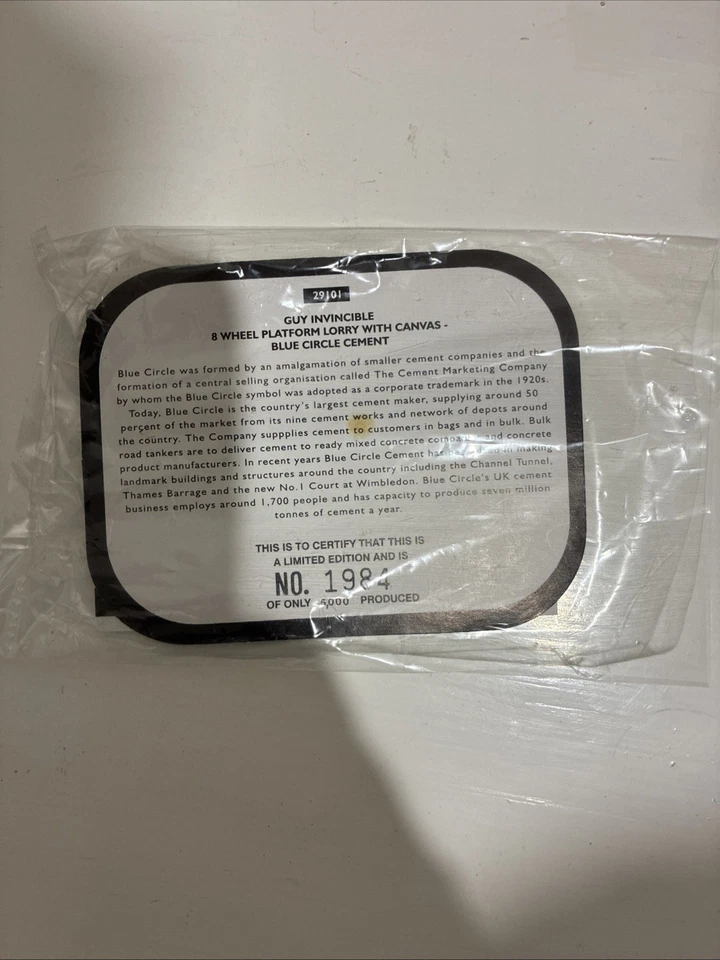 29101
GUY INVINCIBLE
8 WHEEL PLATFORM LORRY WITH CANVAS -
BLUE CIRCLE CEMENT
Blue Circle was formed by an amalgamation of smaller cement companies and the
formation of a central selling organisation called The Cement Marketing Company
by whom the Blue Circle symbol was adopted as a corporate trademark in the 1920s.
Today, Blue Circle is the country's largest cement maker, supplying around 50
percent of the market from its nine cement works and network of depots around
the country. The Company suppplies cement to customers in bags and in bulk. Bulk
road tankers are to deliver cement to ready mixed concrete and concrete
product manufacturers. In recent years Blue Circle Cement has in making
landmark buildings and structures around the country including the Channel Tunnel,
Thames Barrage and the new No.1 Court at Wimbledon. Blue Circle's UK cement
business employs around 1,700 people and has capacity to produce seven million
tonnes of cement a year.
THIS IS TO CERTIFY THAT THIS IS
A LIMITED EDITION AND IS
NO. 1984
OF ONLY 5,000 PRODUCED